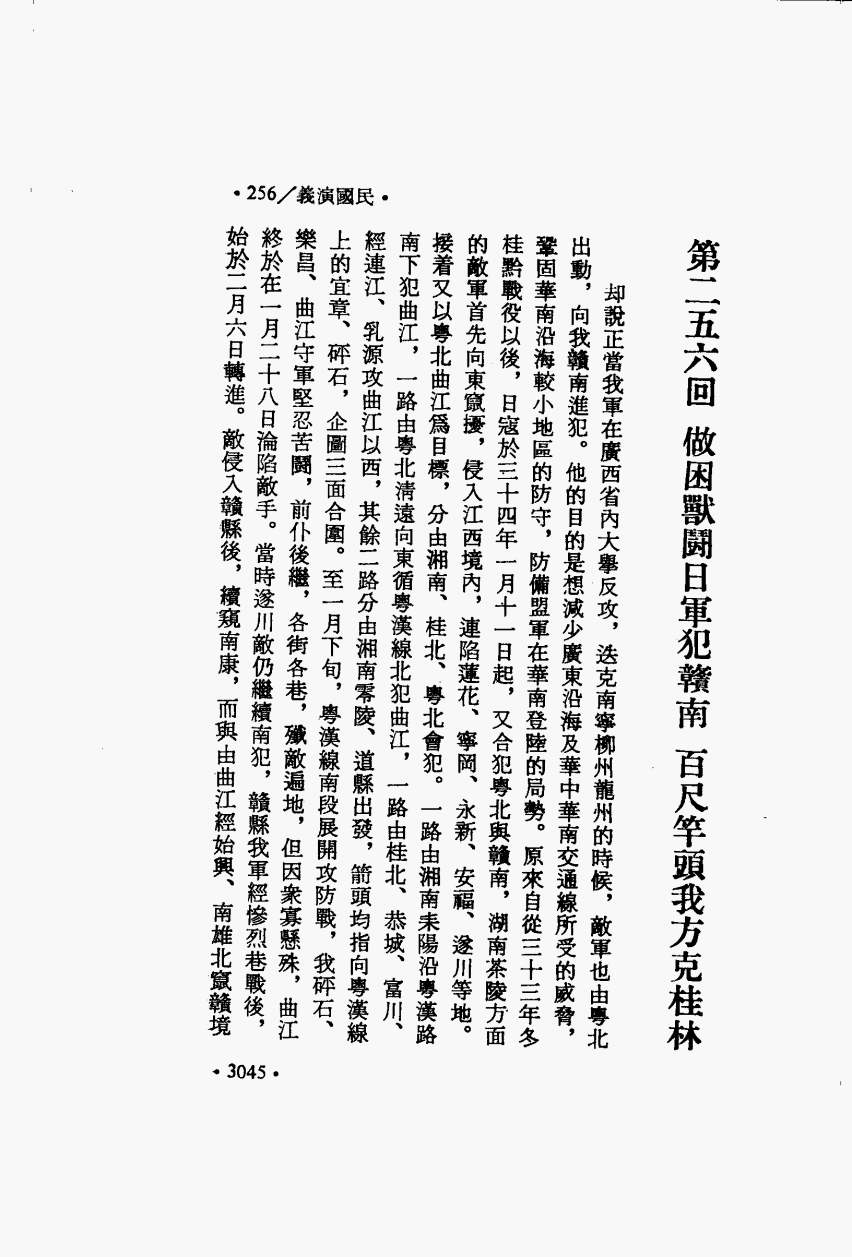 •256/義演國民•
第二五六回 做困獸鬪日軍犯贛南 百尺竿頭我方克桂林
却說正當我軍在廣西省內大擧反攻，迭克南寧柳州龍州的時候，敵軍也由粵北
出動，向我贛南進犯。他的目的是想減少廣東沿海及華中華南交通線所受的威脅，
鞏固華南沿海較小地區的防守，防備盟軍在華南登陸的局勢。原來自從三十三年冬
桂黔戰役以後，日寇於三十四年一月十一日起，又合犯粵北與贛南，湖南茶陵方面
的敵軍首先向東竄擾，侵入江西境內，連陷蓮花、寧岡、永新、安福、遂川等地。
接着又以粵北曲江爲目標，分由湘南、桂北、粵北會犯。一路由湘南耒陽沿粵漢路
南下犯曲江，一路由粵北淸遠向東循粵漢線北犯曲江，一路由桂北、恭城、富川、
經連江、乳源攻曲江以西，其餘二路分由湘南零陵、道縣出發，箭頭均指向粵漢線
上的宜章、砰石，企圖三面合圍。至一月下旬，粵漢線南段展開攻防戰，我砰石、
樂昌、曲江守軍堅忍苦鬪，前仆後繼，各街各巷，殲敵遍地，但因衆寡懸殊，曲江
終於在一月二十八日淪陷敵手。當時遂川敵仍繼續南犯，贛縣我軍經慘烈巷戰後，
始於二月六日轉進。敵侵入贛縣後，續窺南康，而與由曲江經始興、南雄北竄贛境
•3045•